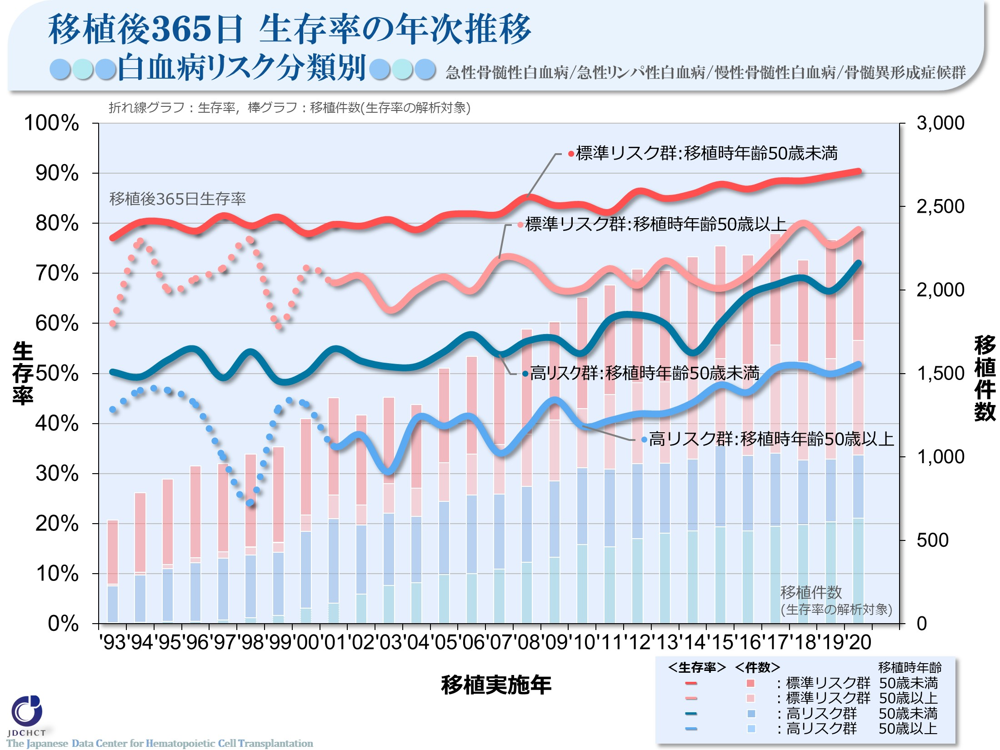 移植後365日 生存率の年次推移
白血病リスク分類別 急性骨髄性白血病/急性リンパ性白血病/慢性骨髄性白血病/骨髄異形成症候群
折れ線グラフ：生存率，棒グラフ：移植件数(生存率の解析対象)
100%
90%
80%
70%
60%
50%
40%
30%
20%
10%
0%
生存率
移植後365日生存率
標準リスク群:移植時年齢50歳未満
標準リスク群:移植時年齢50歳以上
高リスク群:移植時年齢50歳未満
高リスク群:移植時年齢50歳以上
移植件数
(生存率の解析対象)
3,000
2,500
2,000
1,500
1,000
500
0
移植件数
'93 '94 '95 '96 '97 '98 '99 '00 '01 '02 '03 '04 '05 '06 '07 '08 '09 '10 '11 '12 '13 '14 '15 '16 '17 '18 '19 '20
移植実施年
＜生存率＞ ＜件数＞ 移植時年齢
：標準リスク群 50歳未満
：標準リスク群 50歳以上
：高リスク群 50歳未満
：高リスク群 50歳以上
JDCHCT
The Japanese Data Center for Hematopoietic Cell Transplantation